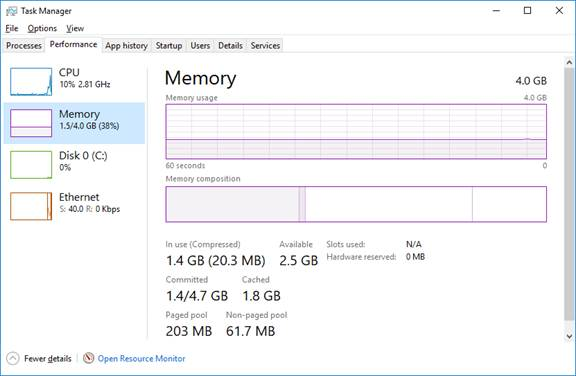 Task Manager
File Options View
Processes Performance App history Startup Users Details Services
CPU
10% 2.81 GHz
Memory
1.5/4.0 GB (38%)
Disk 0 (C:)
0%
Ethernet
S: 40.0 R: 0 Kbps
Memory 4.0 GB
Memory usage 4.0 GB
60 seconds 0
Memory composition
In use (Compressed) Available Slots used: N/A
1.4 GB (20.3 MB) 2.5 GB Hardware reserved: 0 MB
Committed Cached
1.4/4.7 GB 1.8 GB
Paged pool Non-paged pool
203 MB 61.7 MB
Fewer details Open Resource Monitor